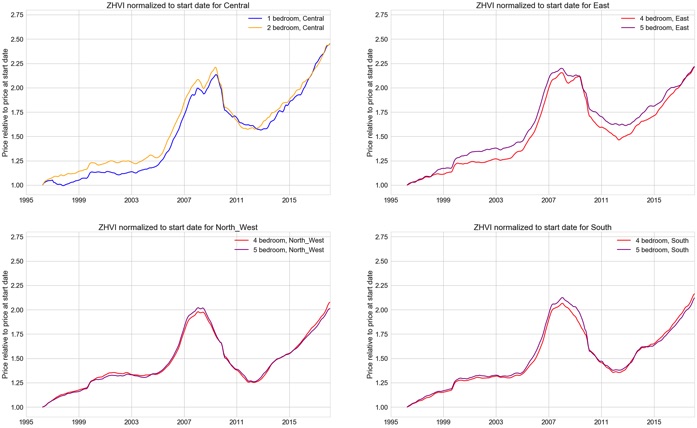 ZHVI normalized to start date for Central
Price relative to price at start date
2.75
2.50
2.25
2.00
1.75
1.50
1.25
1.00
1 bedroom, Central
2 bedroom, Central
1995 1999 2003 2007 2011 2015
ZHVI normalized to start date for East
Price relative to price at start date
2.75
2.50
2.25
2.00
1.75
1.50
1.25
1.00
4 bedroom, East
5 bedroom, East
1995 1999 2003 2007 2011 2015
ZHVI normalized to start date for North_West
Price relative to price at start date
2.75
2.50
2.25
2.00
1.75
1.50
1.25
1.00
4 bedroom, North_West
5 bedroom, North_West
1995 1999 2003 2007 2011 2015
ZHVI normalized to start date for South
Price relative to price at start date
2.75
2.50
2.25
2.00
1.75
1.50
1.25
1.00
4 bedroom, South
5 bedroom, South
1995 1999 2003 2007 2011 2015